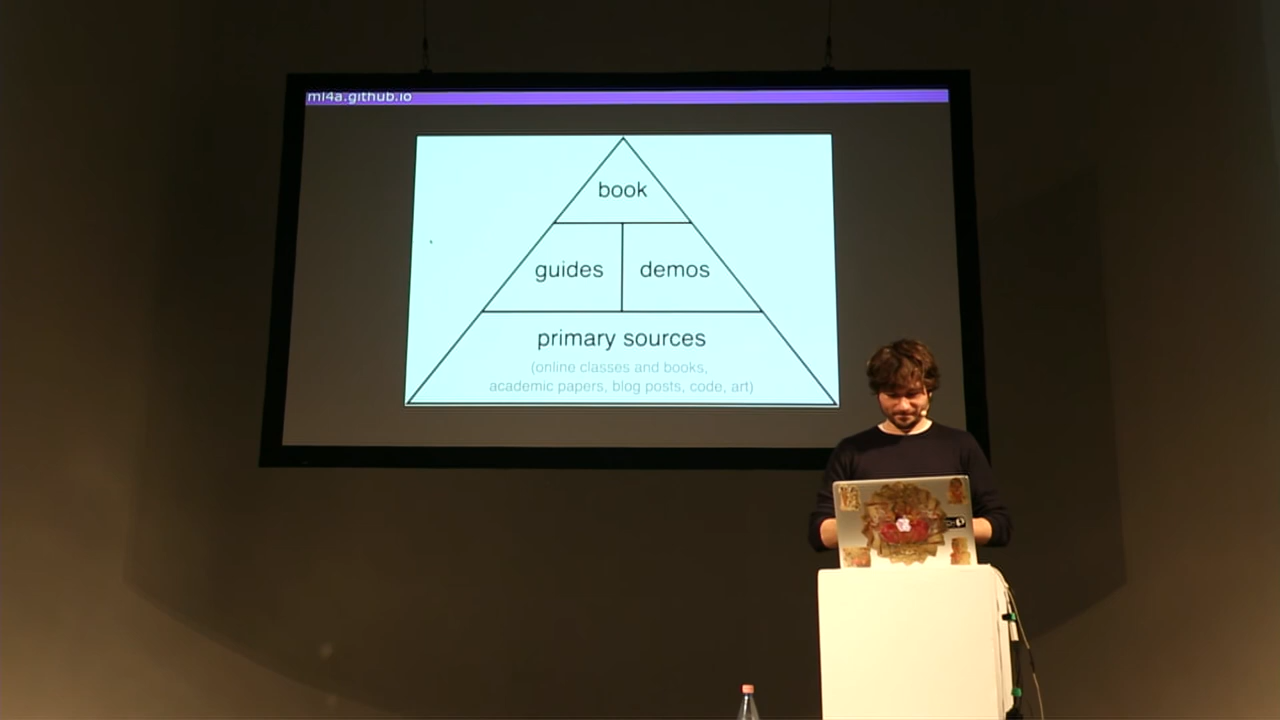 ml4a.github.io
book
guides demos
primary sources
(online classes and books,
academic papers, blog posts, code, art)